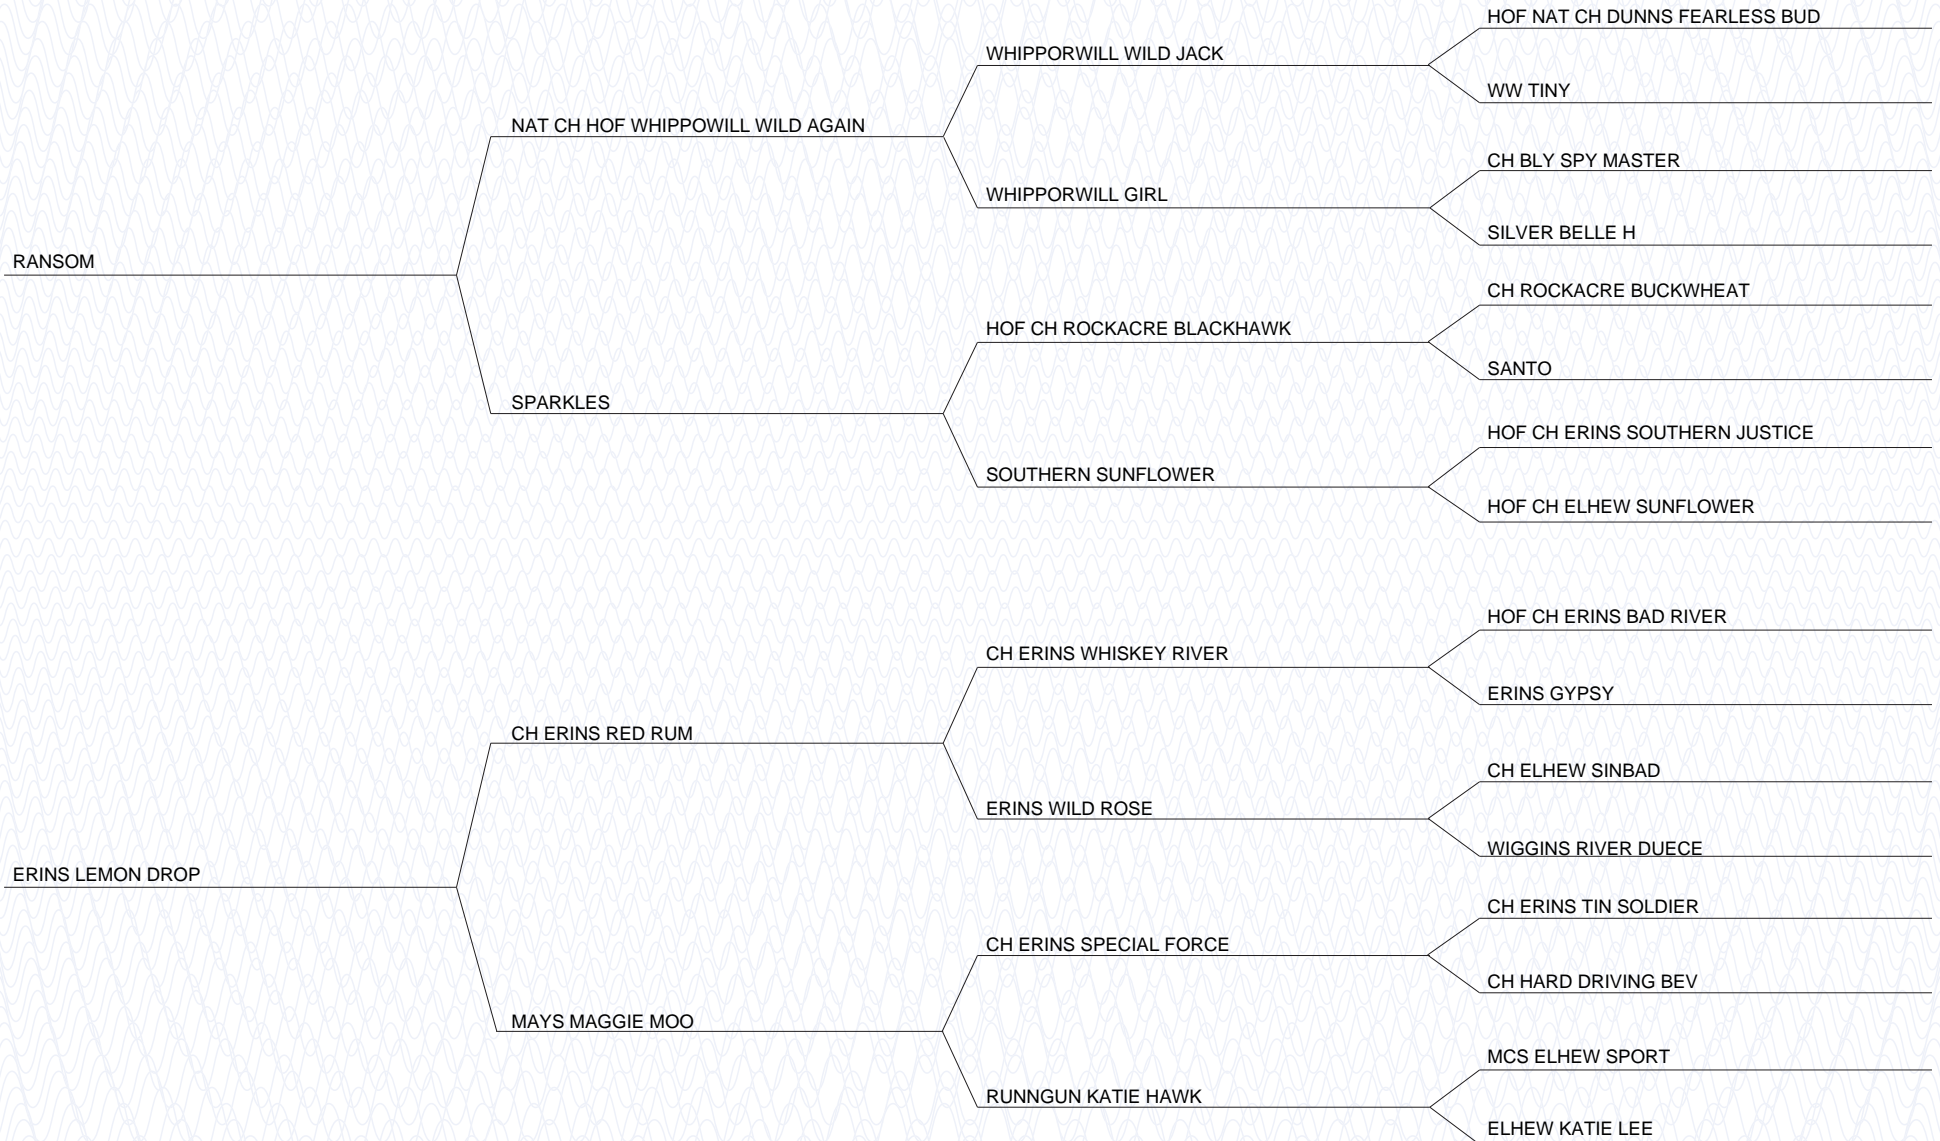 HOF NAT CH DUNNS FEARLESS BUD
WHIPPORWILL WILD JACK
WW TINY
NAT CH HOF WHIPPOWILL WILD AGAIN
CH BLY SPY MASTER
WHIPPORWILL GIRL
SILVER BELLE H
RANSOM
CH ROCKACRE BUCKWHEAT
HOF CH ROCKACRE BLACKHAWK
SANTO
SPARKLES
HOF CH ERINS SOUTHERN JUSTICE
SOUTHERN SUNFLOWER
HOF CH ELHEW SUNFLOWER
HOF CH ERINS BAD RIVER
CH ERINS WHISKEY RIVER
ERINS GYPSY
CH ERINS RED RUM
CH ELHEW SINBAD
ERINS WILD ROSE
WIGGINS RIVER DUECE
ERINS LEMON DROP
CH ERINS TIN SOLDIER
CH ERINS SPECIAL FORCE
CH HARD DRIVING BEV
MAYS MAGGIE MOO
MCS ELHEW SPORT
RUNNGUN KATIE HAWK
ELHEW KATIE LEE